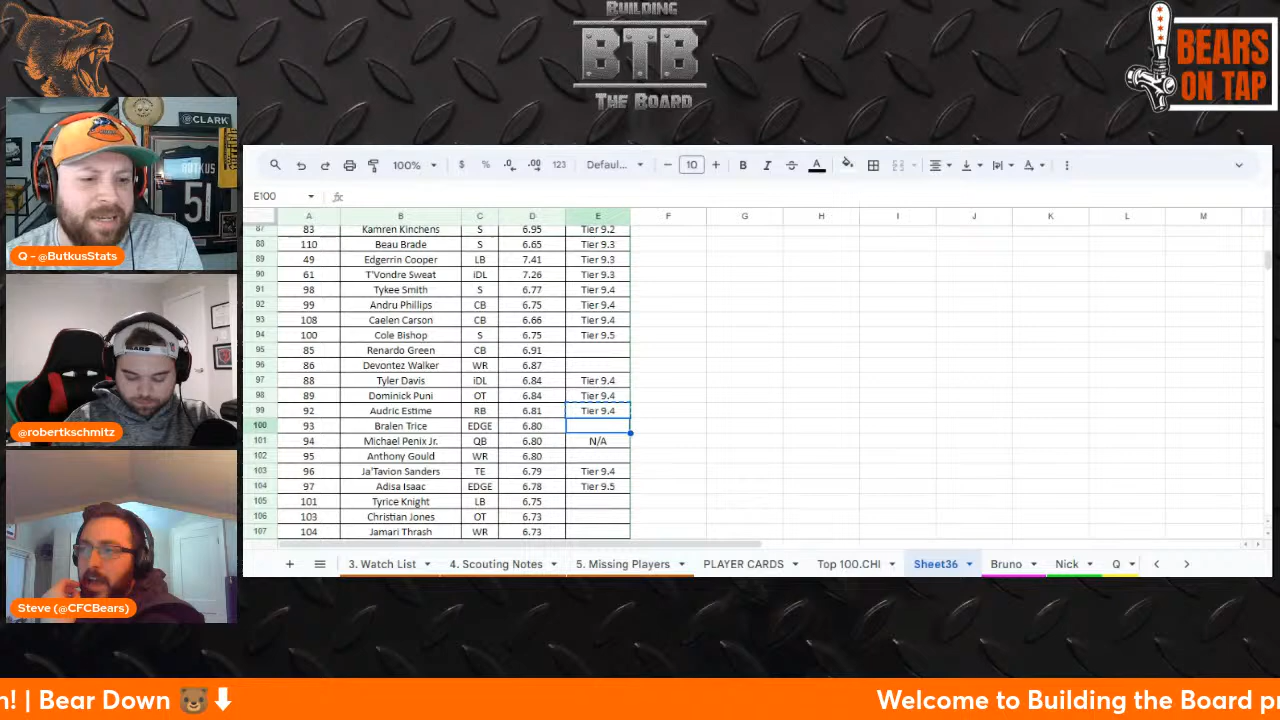 BUILDING
BTB
THE BOARD
BEARS
ON TAP
@CLARK
BUTKUS
51
Q - @ButkusStats
@robertkschmitz
Steve (@CFCBears)
100% $ % .0 .00 123 Defaul... − 10 + B I S A
E100 fx
A B C D E F G H I J K L M
87 83 Kamren Kinchens S 6.95 Tier 9.2
88 110 Beau Brade S 6.65 Tier 9.3
89 49 Edgerrin Cooper LB 7.41 Tier 9.3
90 61 T'Vondre Sweat iDL 7.26 Tier 9.3
91 98 Tykee Smith S 6.77 Tier 9.4
92 99 Andru Phillips CB 6.75 Tier 9.4
93 108 Caelen Carson CB 6.66 Tier 9.4
94 100 Cole Bishop S 6.75 Tier 9.5
95 85 Renardo Green CB 6.91
96 86 Devontez Walker WR 6.87
97 88 Tyler Davis iDL 6.84 Tier 9.4
98 89 Dominick Puni OT 6.84 Tier 9.4
99 92 Audric Estime RB 6.81 Tier 9.4
100 93 Bralen Trice EDGE 6.80
101 94 Michael Penix Jr. QB 6.80 N/A
102 95 Anthony Gould WR 6.80
103 96 Ja'Tavion Sanders TE 6.79 Tier 9.4
104 97 Adisa Isaac EDGE 6.78 Tier 9.5
105 101 Tyrice Knight LB 6.75
106 103 Christian Jones OT 6.73
107 104 Jamari Thrash WR 6.73
3. Watch List 4. Scouting Notes 5. Missing Players PLAYER CARDS Top 100.CHI Sheet36 Bruno Nick Q
n! | Bear Down 🐻⬇ Welcome to Building the Board pr